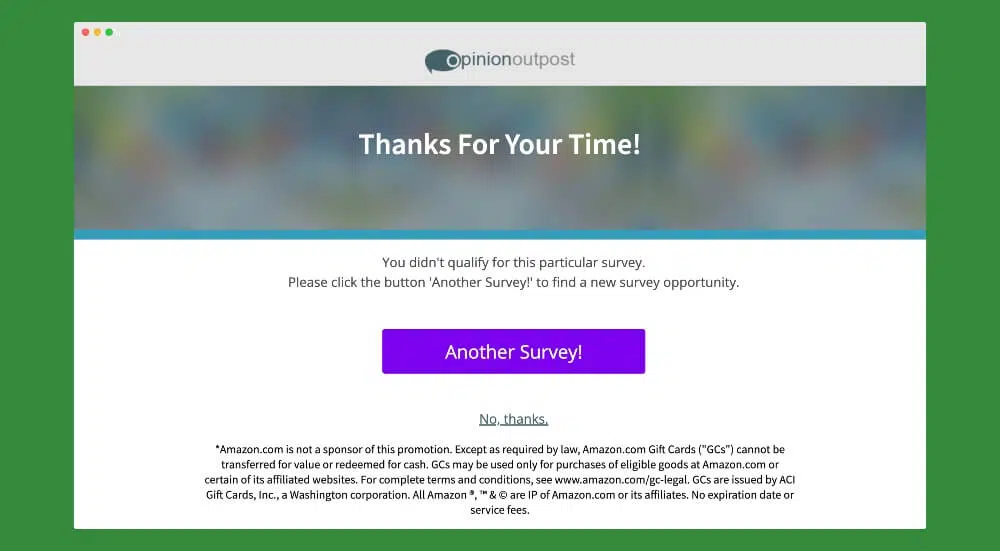 Opinionoutpost
Thanks For Your Time!
You didn't qualify for this particular survey.
Please click the button 'Another Survey!' to find a new survey opportunity.
Another Survey!
No, thanks.
*Amazon.com is not a sponsor of this promotion. Except as required by law, Amazon.com Gift Cards ("GCs") cannot be
transferred for value or redeemed for cash. GCs may be used only for purchases of eligible goods at Amazon.com or
certain of its affiliated websites. For complete terms and conditions, see www.amazon.com/gc-legal. GCs are issued by ACI
Gift Cards, Inc., a Washington corporation. All Amazon ®, ™ & © are IP of Amazon.com or its affiliates. No expiration date or
service fees.